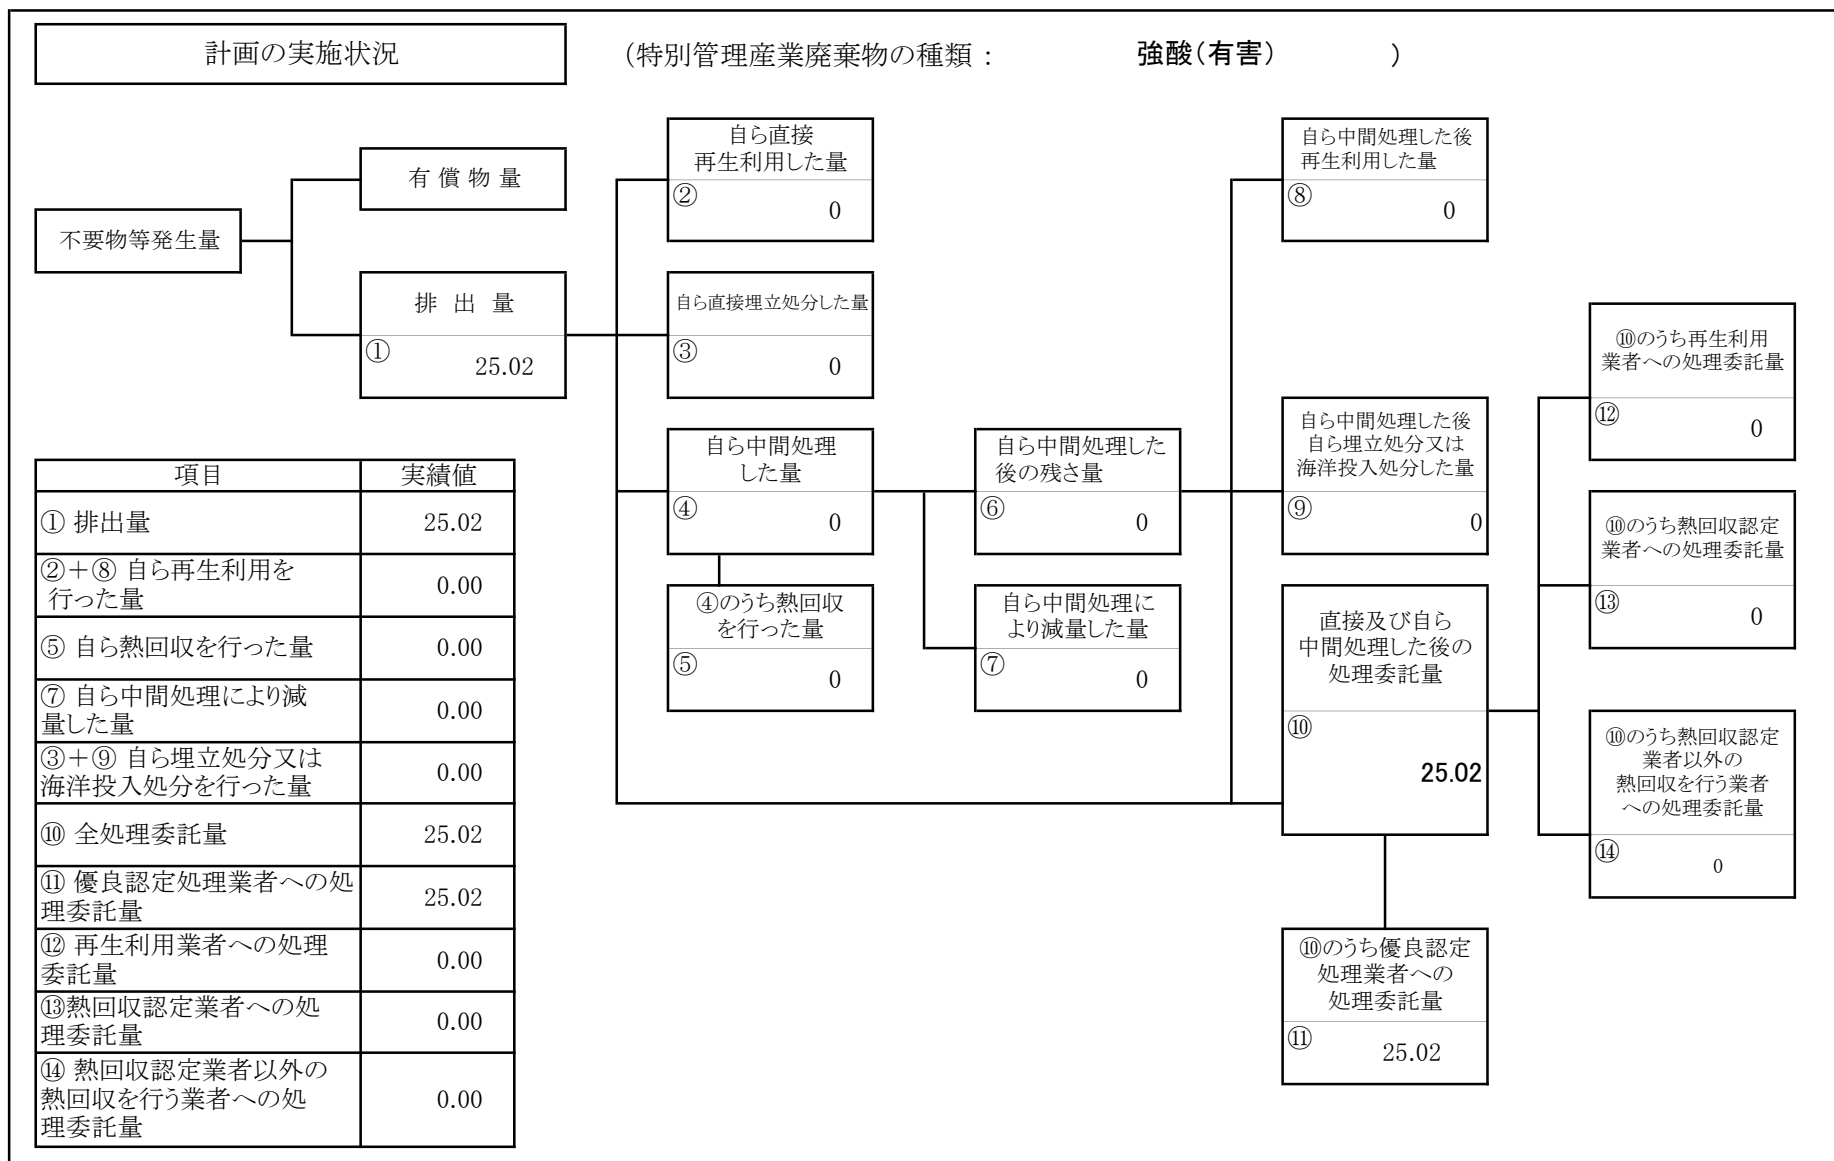 計画の実施状況
(特別管理産業廃棄物の種類： 強酸(有害) )
不要物等発生量
有 償 物 量
排 出 量
① 25.02
自ら直接
再生利用した量
② 0
自ら直接埋立処分した量
③ 0
自ら中間処理
した量
④ 0
④のうち熱回収
を行った量
⑤ 0
自ら中間処理した
後の残さ量
⑥ 0
自ら中間処理に
より減量した量
⑦ 0
自ら中間処理した後
再生利用した量
⑧ 0
自ら中間処理した後
自ら埋立処分又は
海洋投入処分した量
⑨ 0
直接及び自ら
中間処理した後の
処理委託量
⑩
25.02
⑩のうち優良認定
処理業者への
処理委託量
⑪ 25.02
⑩のうち再生利用
業者への処理委託量
⑫ 0
⑩のうち熱回収認定
業者への処理委託量
⑬ 0
⑩のうち熱回収認定
業者以外の
熱回収を行う業者
への処理委託量
⑭ 0
項目 実績値
① 排出量 25.02
②＋⑧ 自ら再生利用を
行った量 0.00
⑤ 自ら熱回収を行った量 0.00
⑦ 自ら中間処理により減
量した量 0.00
③＋⑨ 自ら埋立処分又は
海洋投入処分を行った量 0.00
⑩ 全処理委託量 25.02
⑪ 優良認定処理業者への処
理委託量 25.02
⑫ 再生利用業者への処理
委託量 0.00
⑬熱回収認定業者への処
理委託量 0.00
⑭ 熱回収認定業者以外の
熱回収を行う業者への処
理委託量 0.00